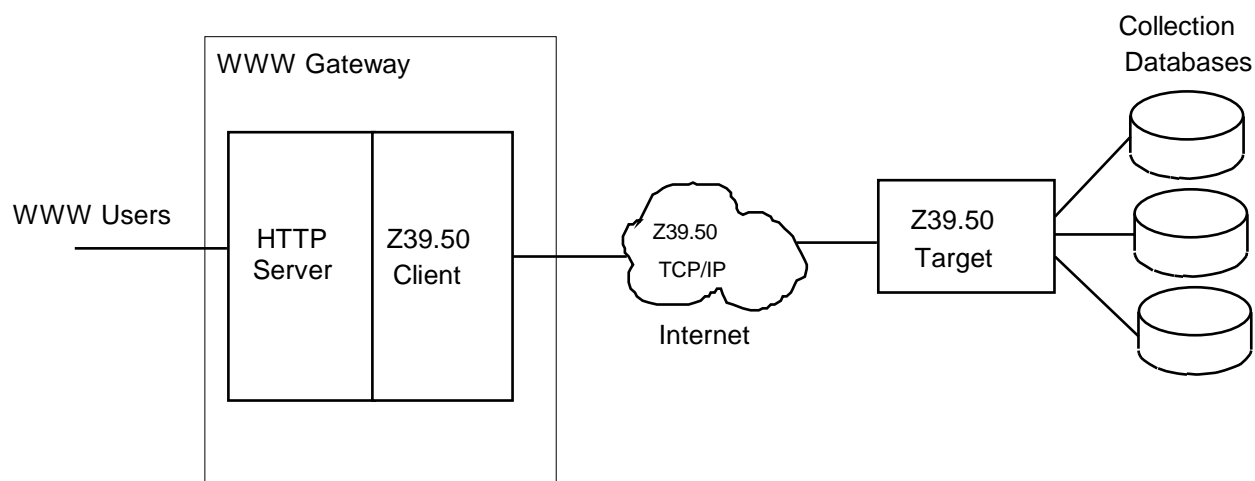 Collection
Databases
WWW Gateway
WWW Users
HTTP
Server
Z39.50
Client
Z39.50
TCP/IP
Internet
Z39.50
Target